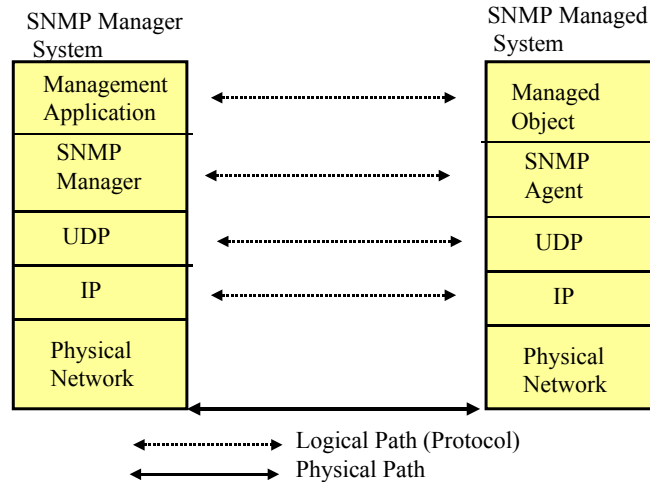 SNMP Manager
System
Management
Application
SNMP
Manager
UDP
IP
Physical
Network
SNMP Managed
System
Managed
Object
SNMP
Agent
UDP
IP
Physical
Network
Logical Path (Protocol)
Physical Path